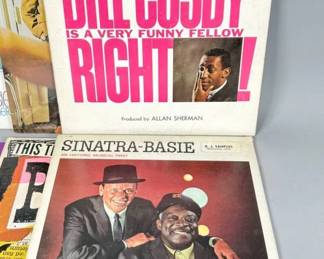 BILL COSBY
IS A VERY FUNNY FELLOW
RIGHT!
Produced by ALLAN SHERMAN
SINATRA-BASIE
AN HISTORIC MUSICAL FIRST
THIS T